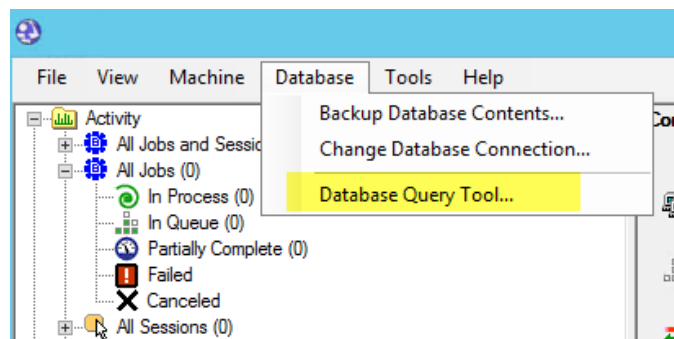 File View Machine Database Tools Help
Backup Database Contents...
Change Database Connection...
Database Query Tool...
Activity
All Jobs and Sessic
All Jobs (0)
In Process (0)
In Queue (0)
Partially Complete (0)
Failed
Canceled
All Sessions (0)